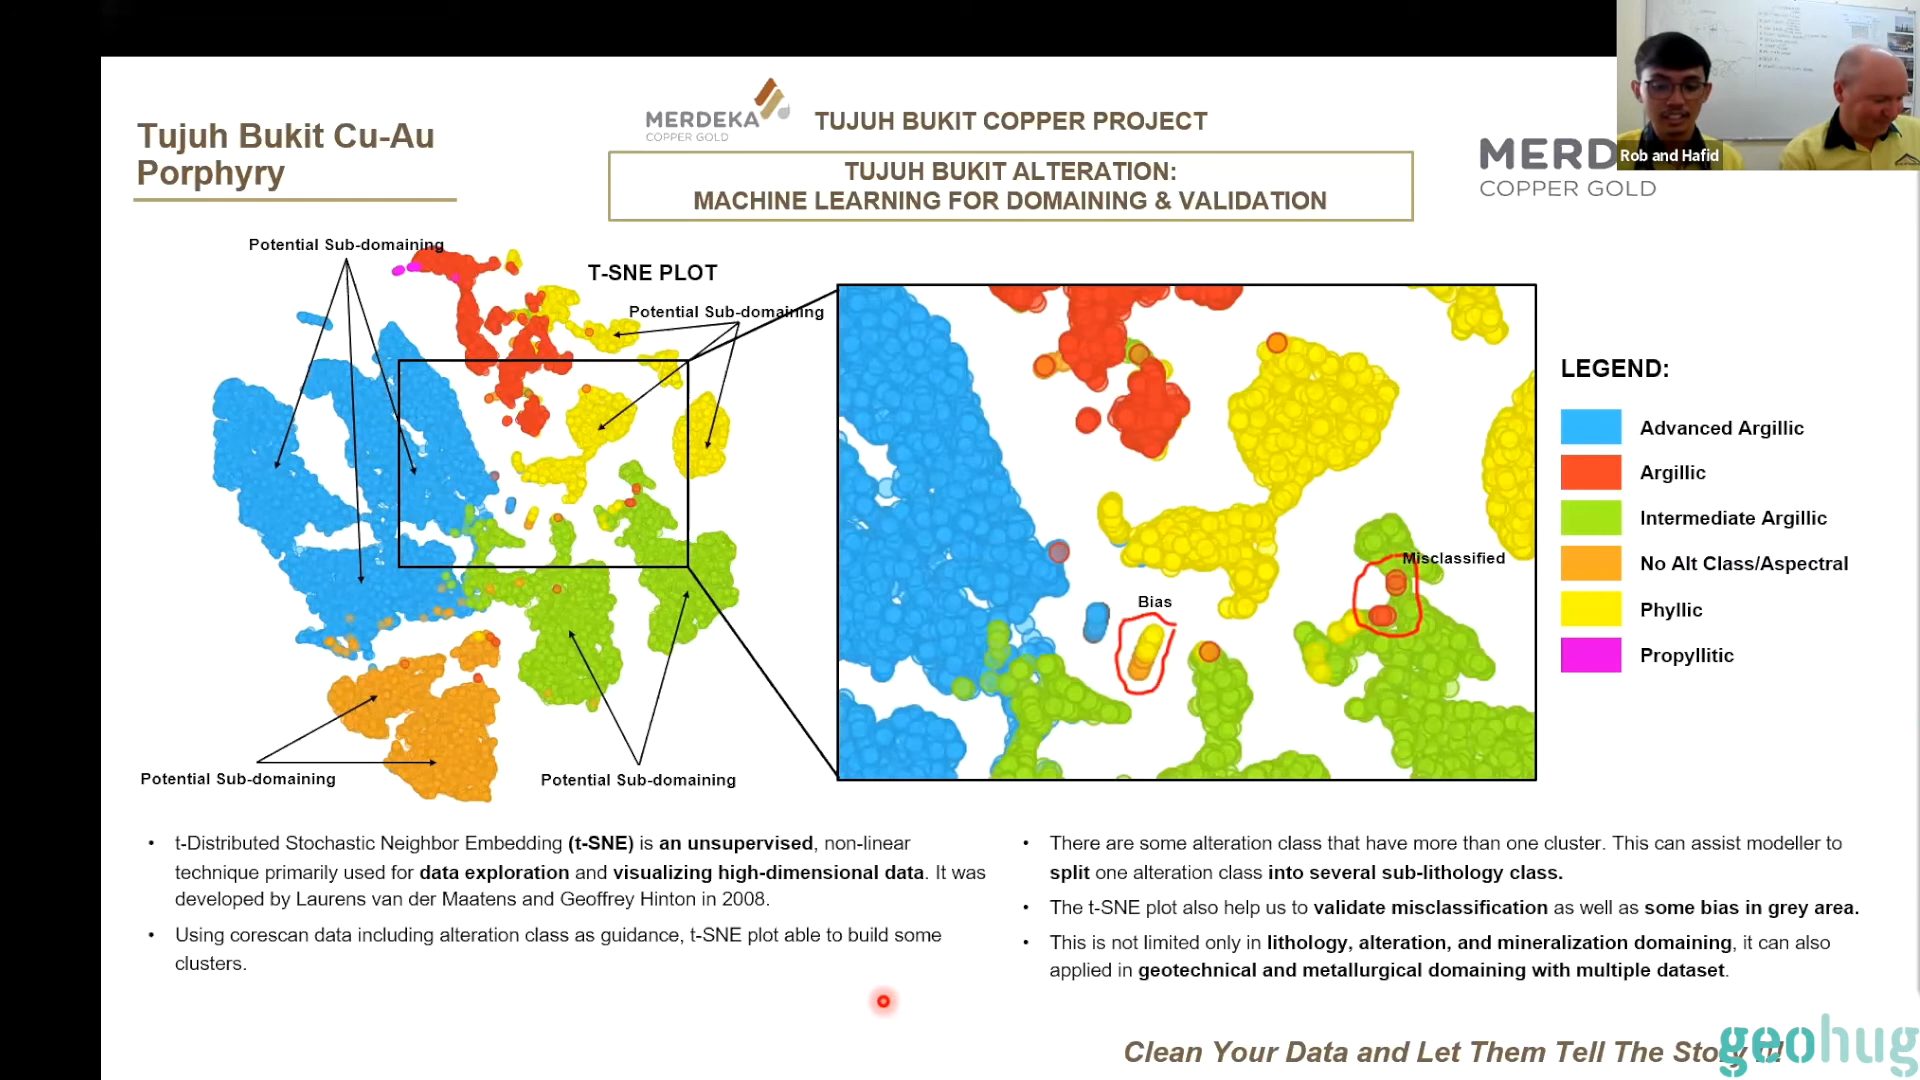 Tujuh Bukit Cu-Au
Porphyry
MERDEKA
COPPER GOLD
TUJUH BUKIT COPPER PROJECT
TUJUH BUKIT ALTERATION:
MACHINE LEARNING FOR DOMAINING & VALIDATION
MERD
COPPER GOLD
Rob and Hafid
Potential Sub-domaining
T-SNE PLOT
Potential Sub-domaining
Misclassified
Bias
Potential Sub-domaining
Potential Sub-domaining
LEGEND:
Advanced Argillic
Argillic
Intermediate Argillic
No Alt Class/Aspectral
Phyllic
Propyllitic
• t-Distributed Stochastic Neighbor Embedding (t-SNE) is an unsupervised, non-linear
technique primarily used for data exploration and visualizing high-dimensional data. It was
developed by Laurens van der Maatens and Geoffrey Hinton in 2008.
• Using corescan data including alteration class as guidance, t-SNE plot able to build some
clusters.
• There are some alteration class that have more than one cluster. This can assist modeller to
split one alteration class into several sub-lithology class.
• The t-SNE plot also help us to validate misclassification as well as some bias in grey area.
• This is not limited only in lithology, alteration, and mineralization domaining, it can also
applied in geotechnical and metallurgical domaining with multiple dataset.
Clean Your Data and Let Them Tell The Story
geohug